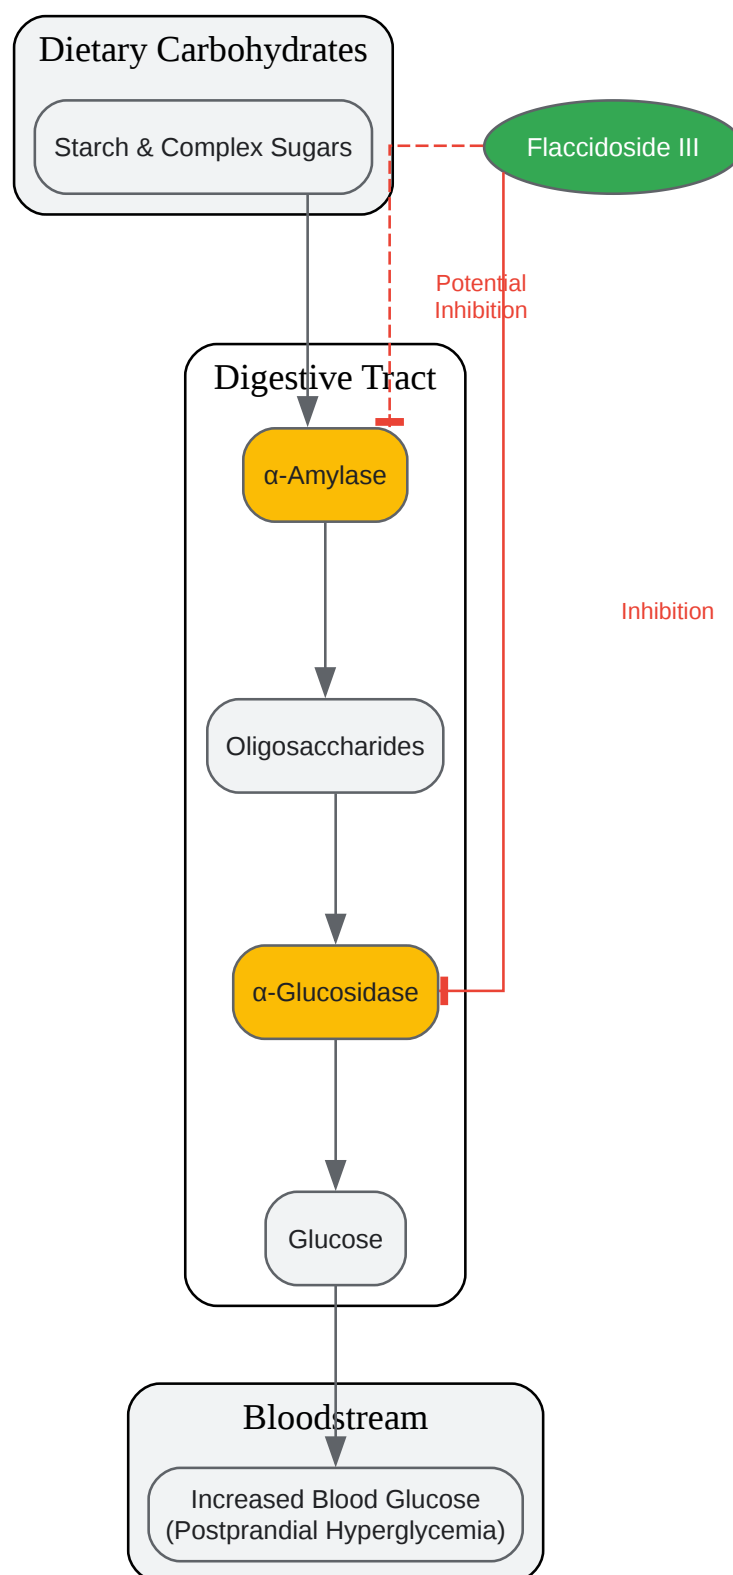 Dietary Carbohydrates
Starch & Complex Sugars
Flaccidoside III
Potential
Inhibition
Digestive Tract
α-Amylase
Inhibition
Oligosaccharides
α-Glucosidase
Glucose
Bloodstream
Increased Blood Glucose
(Postprandial Hyperglycemia)